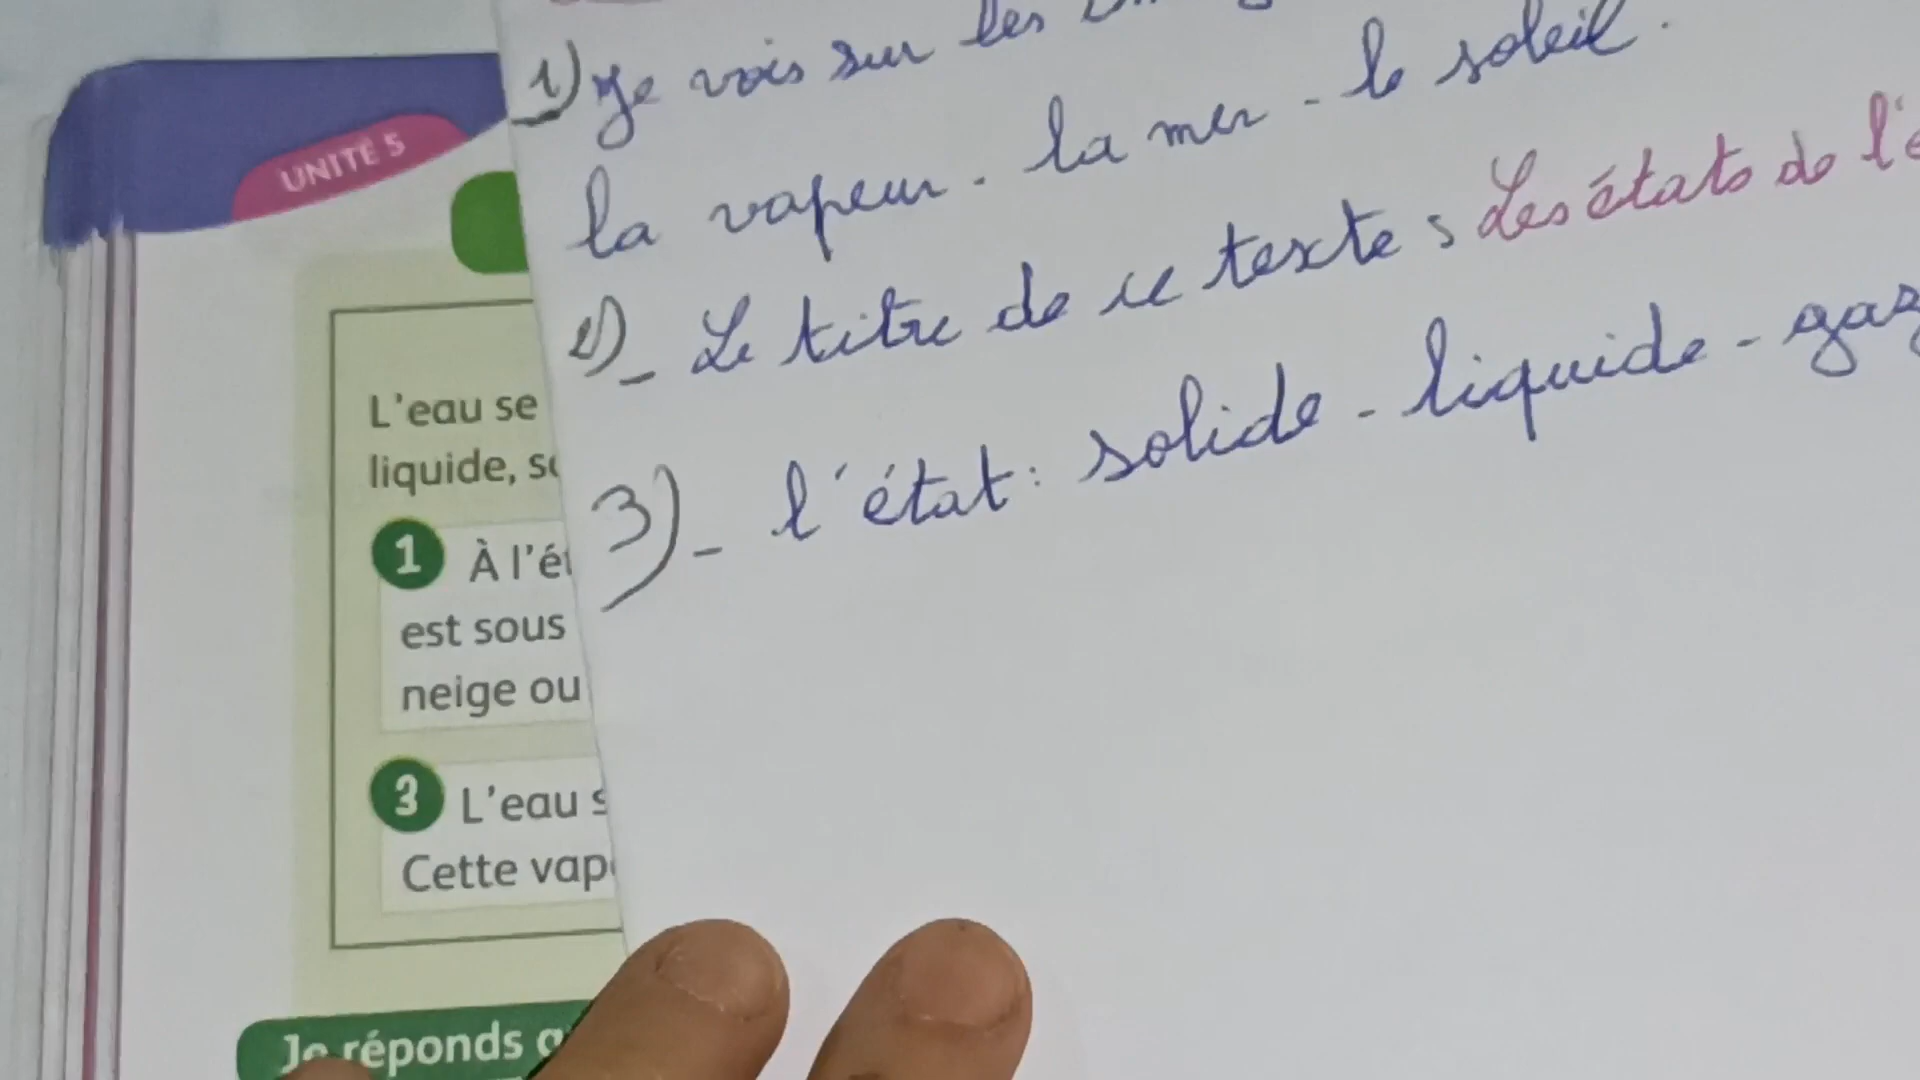 1) Je vois sur les
la vapeur - la mer - le soleil.
2) - Le titre de ce texte : Les états de l'e
3) - l'état : solide - liquide - gaz
UNITÉ 5
L'eau se
liquide, so
1 À l'ét
est sous
neige ou
3 L'eau s
Cette vap
Je réponds a